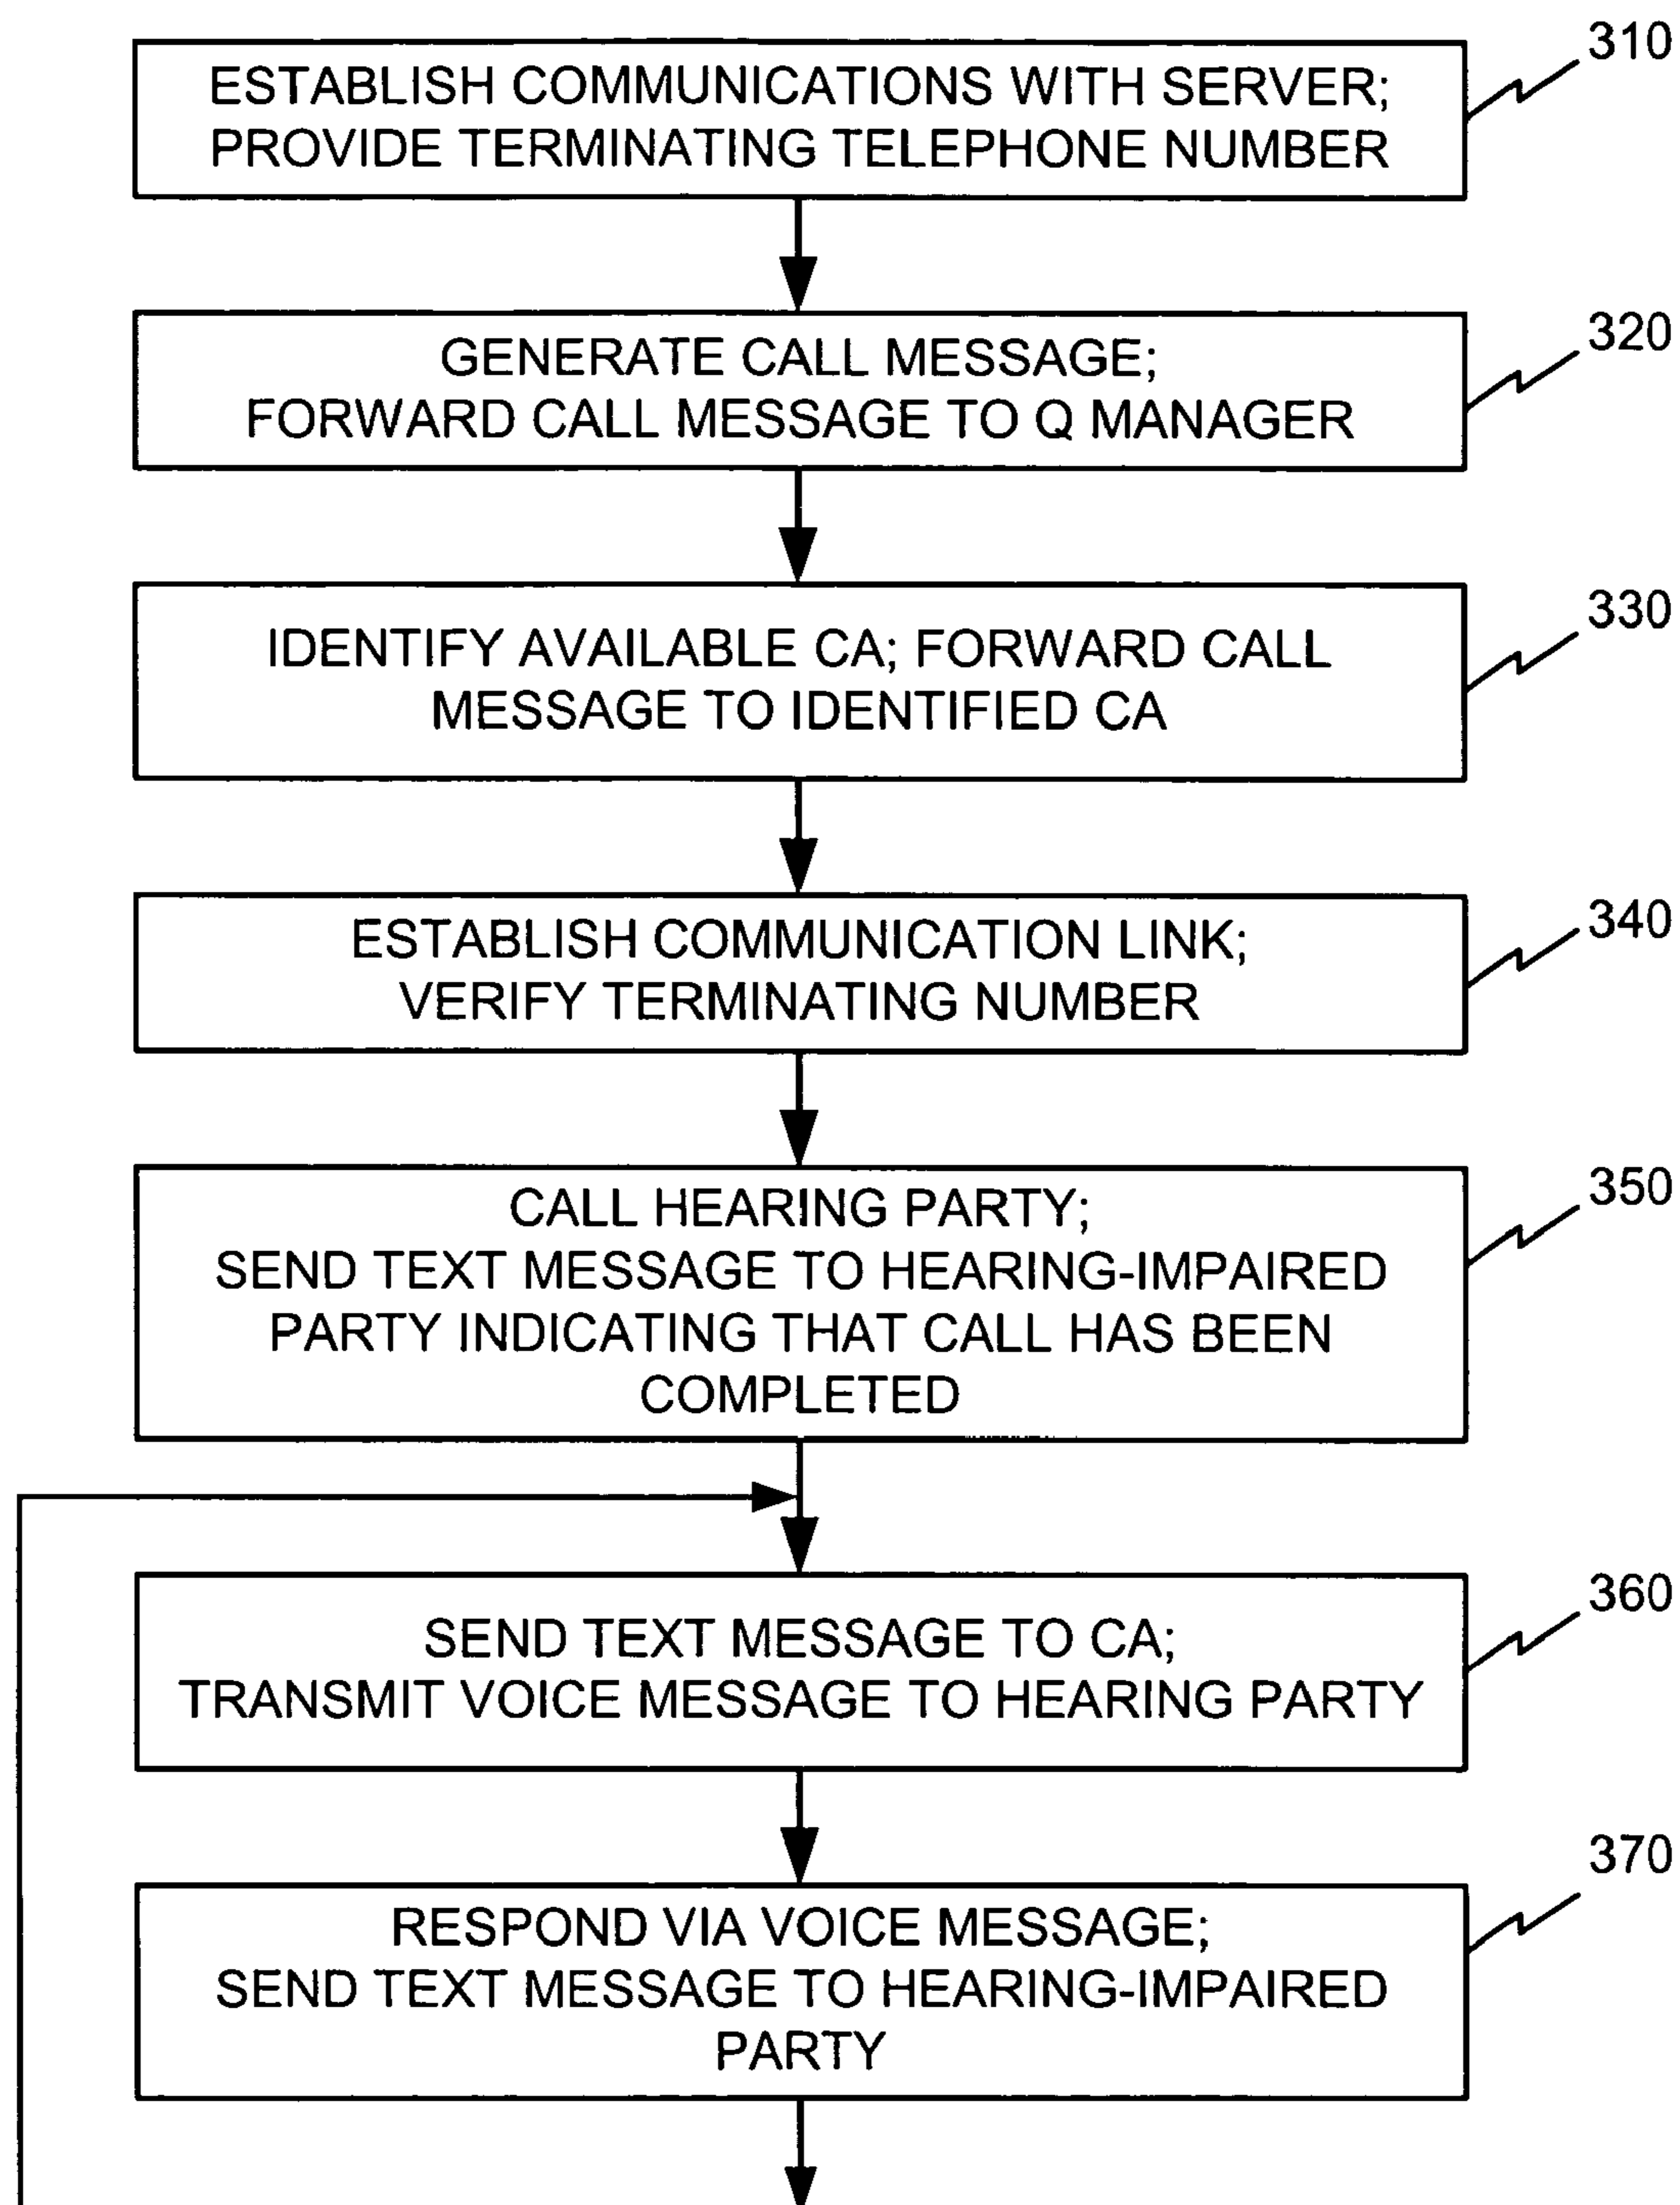 310
ESTABLISH COMMUNICATIONS WITH SERVER;
PROVIDE TERMINATING TELEPHONE NUMBER
320
GENERATE CALL MESSAGE;
FORWARD CALL MESSAGE TO Q MANAGER
330
IDENTIFY AVAILABLE CA; FORWARD CALL
MESSAGE TO IDENTIFIED CA
340
ESTABLISH COMMUNICATION LINK;
VERIFY TERMINATING NUMBER
350
CALL HEARING PARTY;
SEND TEXT MESSAGE TO HEARING-IMPAIRED
PARTY INDICATING THAT CALL HAS BEEN
COMPLETED
360
SEND TEXT MESSAGE TO CA;
TRANSMIT VOICE MESSAGE TO HEARING PARTY
370
RESPOND VIA VOICE MESSAGE;
SEND TEXT MESSAGE TO HEARING-IMPAIRED
PARTY